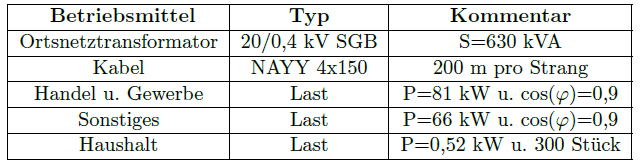 Betriebsmittel Typ Kommentar
Ortsnetztransformator 20/0,4 kV SGB S=630 kVA
Kabel NAYY 4x150 200 m pro Strang
Handel u. Gewerbe Last P=81 kW u. cos(φ)=0,9
Sonstiges Last P=66 kW u. cos(φ)=0,9
Haushalt Last P=0,52 kW u. 300 Stück